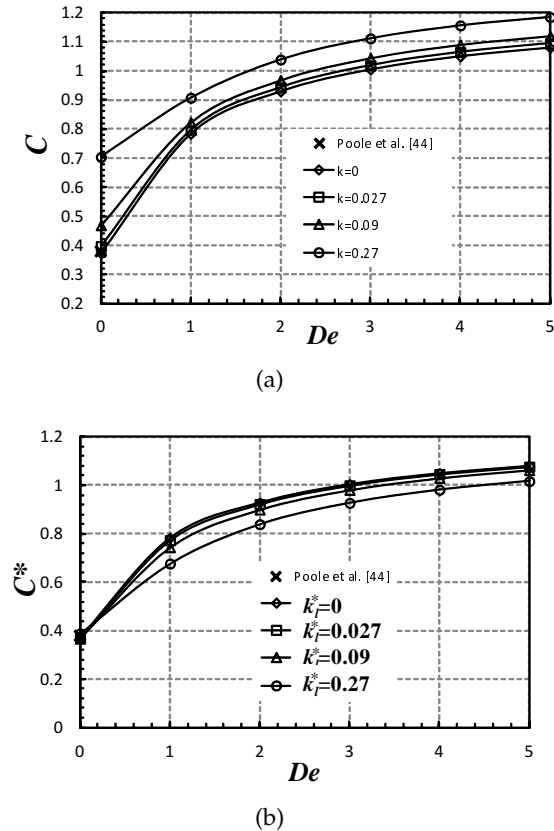 1.2
1.1
1
0.9
0.8
0.7
0.6
0.5
0.4
0.3
0.2
C
Poole et al. [44]
k=0
k=0.027
k=0.09
k=0.27
0 1 2 3 4 5
De
(a)
1.2
1
0.8
0.6
0.4
0.2
0
C*
Poole et al. [44]
k*l=0
k*l=0.027
k*l=0.09
k*l=0.27
0 1 2 3 4 5
De
(b)